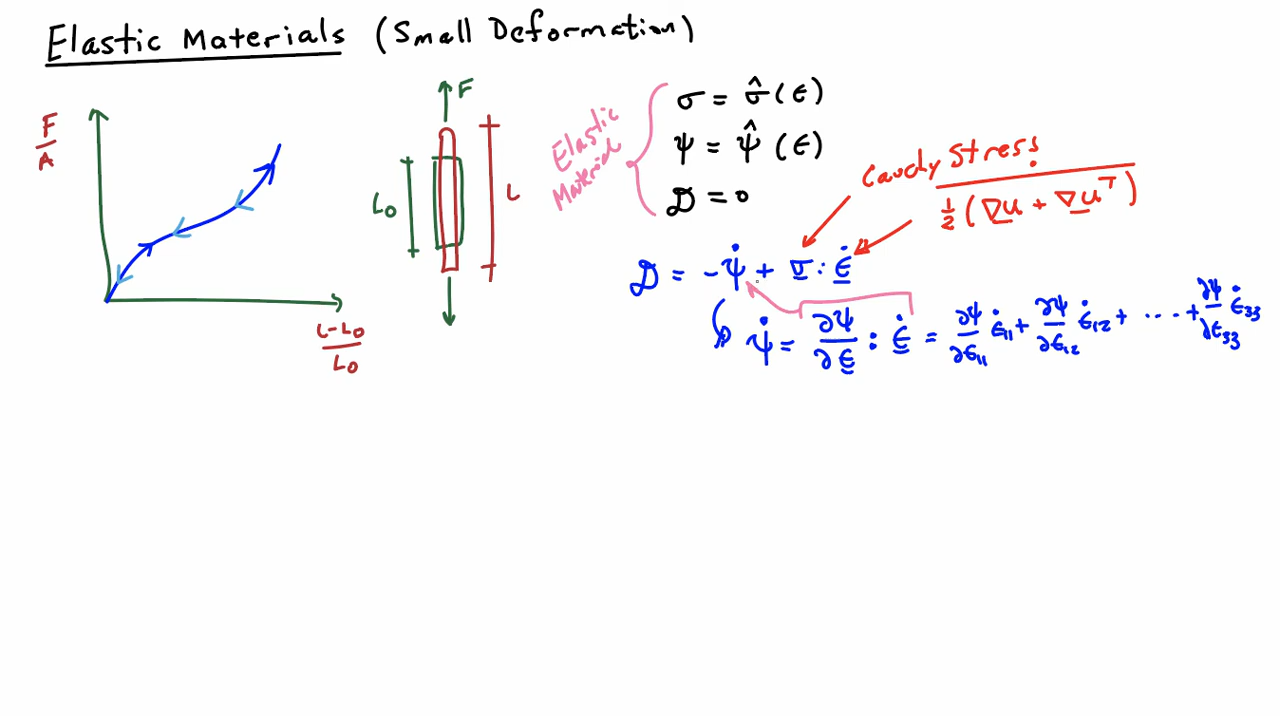 Elastic Materials (Small Deformation)
F/A
L-L₀/L₀
F
L₀
L
Elastic Material
σ = σ̂(ϵ)
ψ = ψ̂(ϵ)
𝒟 = 0
Cauchy Stress
½(∇u + ∇uᵀ)
𝒟 = -ψ̇ + σ : ϵ̇
ψ̇ = ∂ψ/∂ϵ : ϵ̇ = ∂ψ/∂ϵ₁₁ ϵ̇₁₁ + ∂ψ/∂ϵ₁₂ ϵ̇₁₂ + ... + ∂ψ/∂ϵ₃₃ ϵ̇₃₃